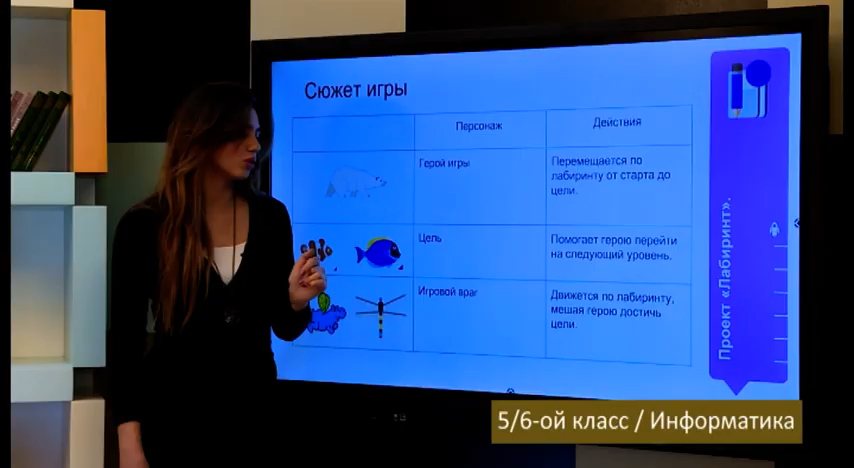 Сюжет игры
Персонаж
Действия
Герой игры
Перемещается по
лабиринту от старта до
цели.
Цель
Помогает герою перейти
на следующий уровень.
Игровой враг
Движется по лабиринту,
мешая герою достичь
цели.
Проект «Лабиринт».
5/6-ой класс / Информатика